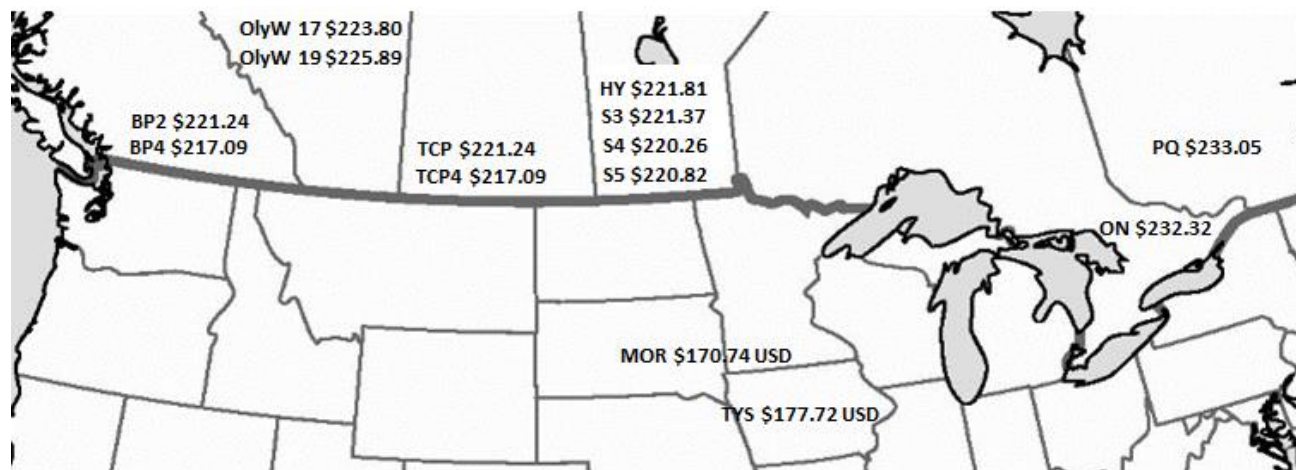 OlyW 17 $223.80
OlyW 19 $225.89
BP2 $221.24
BP4 $217.09
TCP $221.24
TCP4 $217.09
HY $221.81
S3 $221.37
S4 $220.26
S5 $220.82
PQ $233.05
ON $232.32
MOR $170.74 USD
TYS $177.72 USD